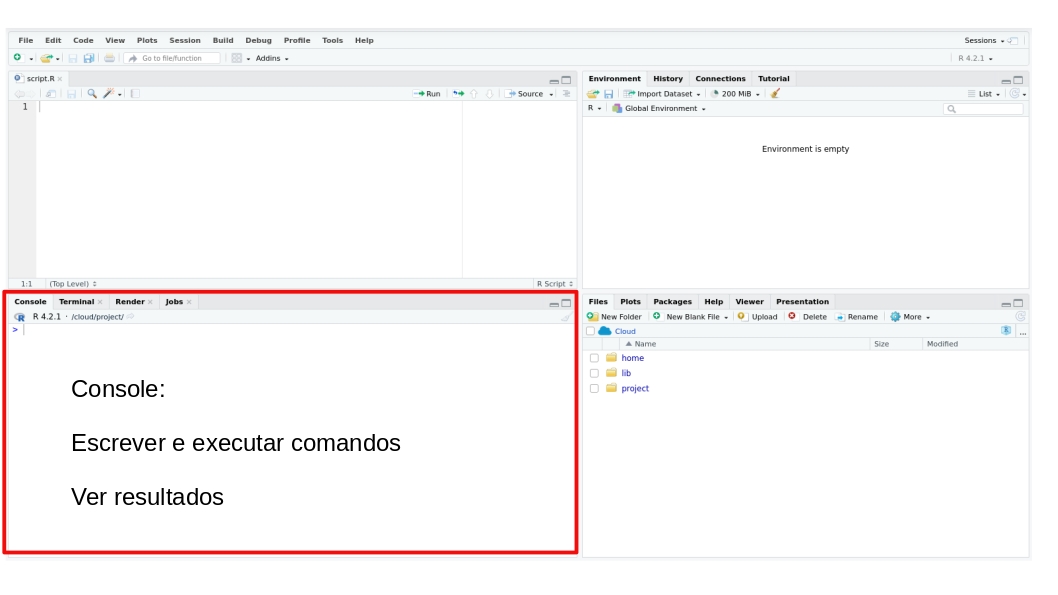 File Edit Code View Plots Session Build Debug Profile Tools Help Sessions
Go to file/function Addins R 4.2.1
script.R
Run Source
1
1:1 (Top Level) R Script
Environment History Connections Tutorial
Import Dataset 200 MiB List
R Global Environment
Environment is empty
Console Terminal Render Jobs
R 4.2.1 · /cloud/project/
>
Console:
Escrever e executar comandos
Ver resultados
Files Plots Packages Help Viewer Presentation
New Folder New Blank File Upload Delete Rename More
Cloud ...
Name Size Modified
home
lib
project